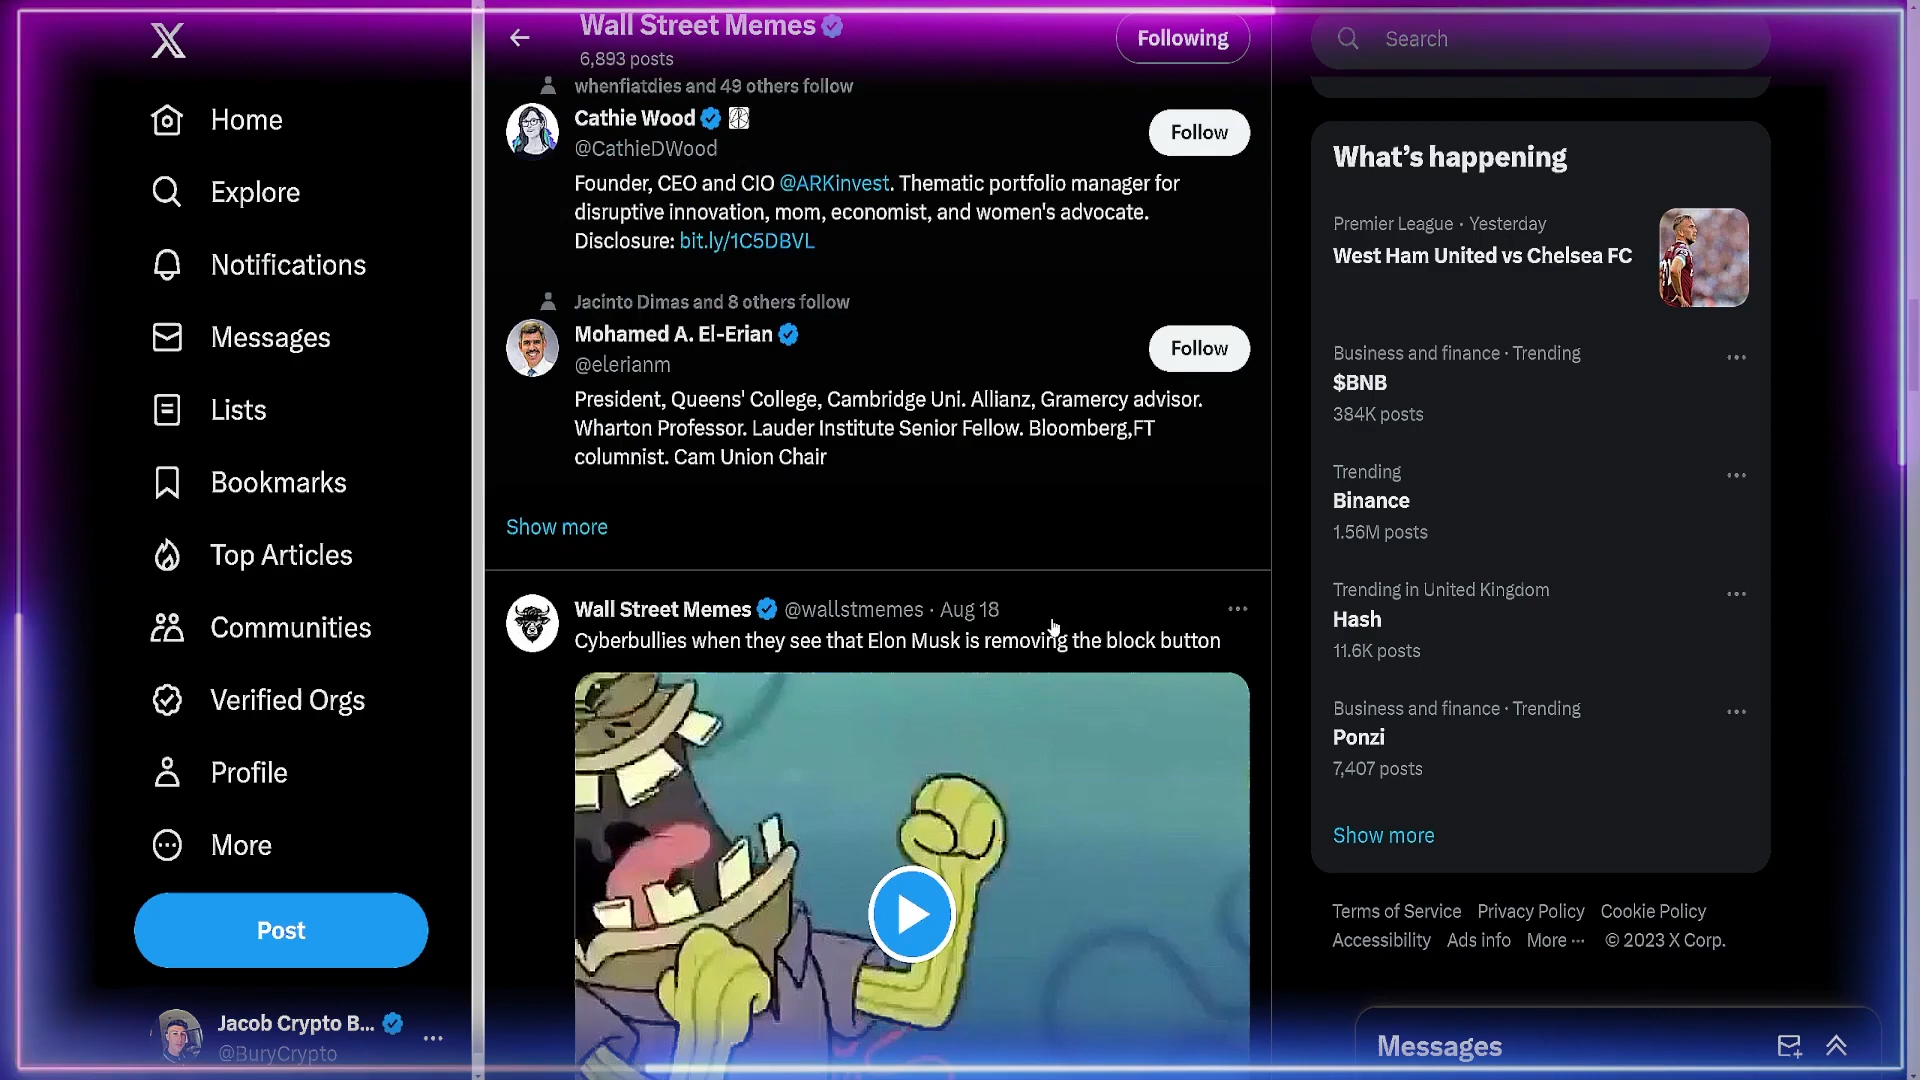 Home
Explore
Notifications
Messages
Lists
Bookmarks
Top Articles
Communities
Verified Orgs
Profile
More
Post
Jacob Crypto B...
@BuryCrypto
Wall Street Memes
6,893 posts
Following
whenfiatdies and 49 others follow
Cathie Wood
@CathieDWood
Follow
Founder, CEO and CIO @ARKinvest. Thematic portfolio manager for
disruptive innovation, mom, economist, and women's advocate.
Disclosure: bit.ly/1C5DBVL
Jacinto Dimas and 8 others follow
Mohamed A. El-Erian
@elerianm
Follow
President, Queens' College, Cambridge Uni. Allianz, Gramercy advisor.
Wharton Professor. Lauder Institute Senior Fellow. Bloomberg,FT
columnist. Cam Union Chair
Show more
Wall Street Memes @wallstmemes · Aug 18
Cyberbullies when they see that Elon Musk is removing the block button
Search
What's happening
Premier League · Yesterday
West Ham United vs Chelsea FC
Business and finance · Trending
$BNB
384K posts
Trending
Binance
1.56M posts
Trending in United Kingdom
Hash
11.6K posts
Business and finance · Trending
Ponzi
7,407 posts
Show more
Terms of Service Privacy Policy Cookie Policy
Accessibility Ads info More ··· © 2023 X Corp.
Messages